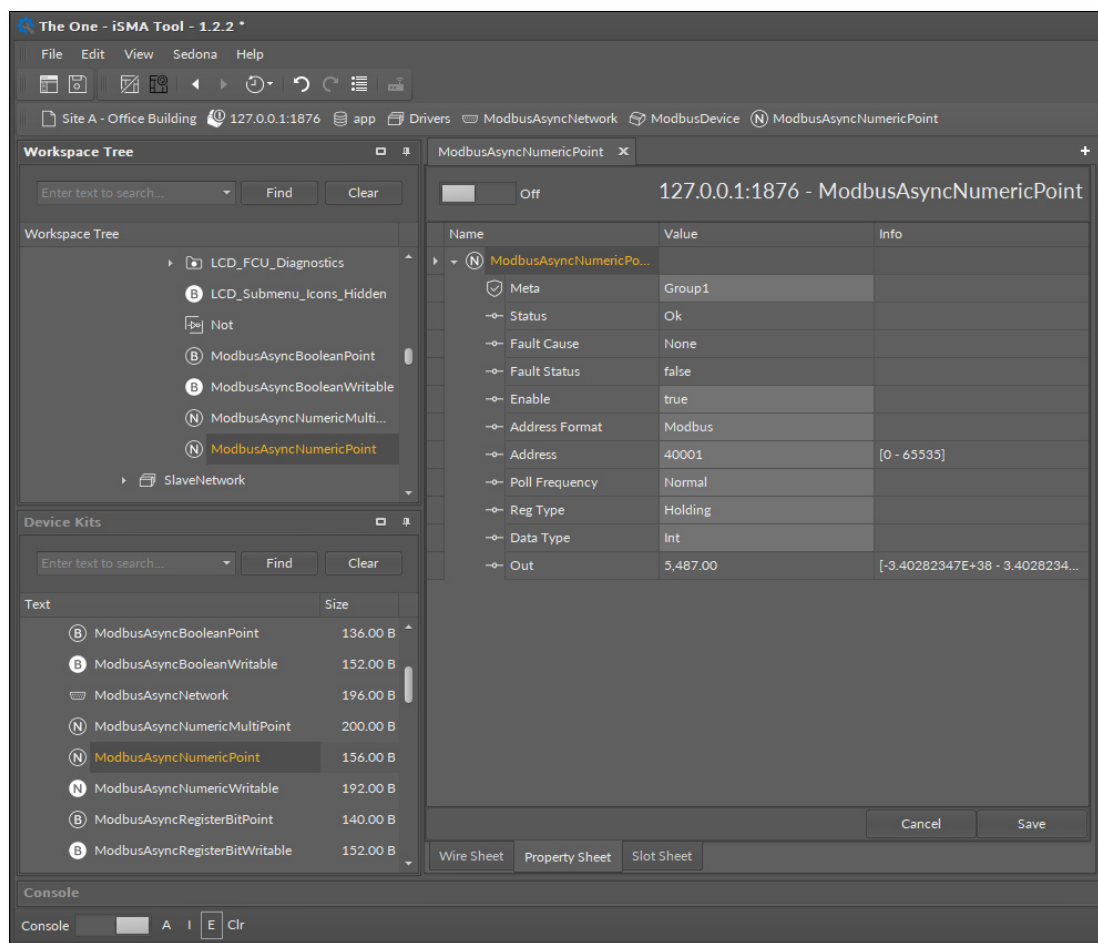 The One - iSMA Tool - 1.2.2 *
File Edit View Sedona Help
Site A - Office Building 127.0.0.1:1876 app Drivers ModbusAsyncNetwork ModbusDevice N ModbusAsyncNumericPoint
Workspace Tree
Enter text to search... Find Clear
Workspace Tree
LCD_FCU_Diagnostics
B LCD_Submenu_Icons_Hidden
Not
B ModbusAsyncBooleanPoint
B ModbusAsyncBooleanWritable
N ModbusAsyncNumericMulti...
N ModbusAsyncNumericPoint
SlaveNetwork
Device Kits
Enter text to search... Find Clear
Text Size
B ModbusAsyncBooleanPoint 136.00 B
B ModbusAsyncBooleanWritable 152.00 B
ModbusAsyncNetwork 196.00 B
N ModbusAsyncNumericMultiPoint 200.00 B
N ModbusAsyncNumericPoint 156.00 B
N ModbusAsyncNumericWritable 192.00 B
B ModbusAsyncRegisterBitPoint 140.00 B
B ModbusAsyncRegisterBitWritable 152.00 B
ModbusAsyncNumericPoint
Off 127.0.0.1:1876 - ModbusAsyncNumericPoint
Name Value Info
N ModbusAsyncNumericPo...
Meta Group1
Status Ok
Fault Cause None
Fault Status false
Enable true
Address Format Modbus
Address 40001 [0 - 65535]
Poll Frequency Normal
Reg Type Holding
Data Type Int
Out 5,487.00 [-3.40282347E+38 - 3.4028234...
Cancel Save
Wire Sheet Property Sheet Slot Sheet
Console
Console A I E Clr